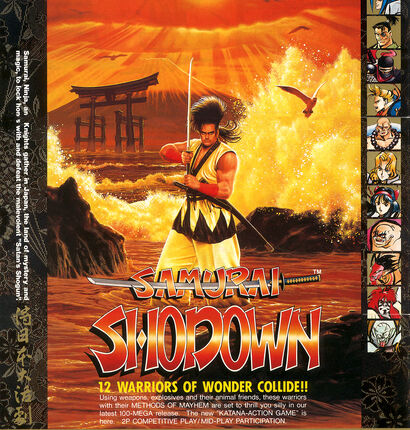 Samurai, Ninja, an Knights gather in Japan, the land of mystery and
magic, to lock hon s with and defeat the malevolent "Satan's Shogun".
SAMURAI ™
SHODOWN
12 WARRIORS OF WONDER COLLIDE!!
Using weapons, explosives and their animal friends, these warriors
with their METHODS OF MAYHEM are set to thrill you silly in our
latest 100-MEGA release. The new "KATANA-ACTION GAME" is
here. 2P COMPETITIVE PLAY/MID-PLAY PARTICIPATION.